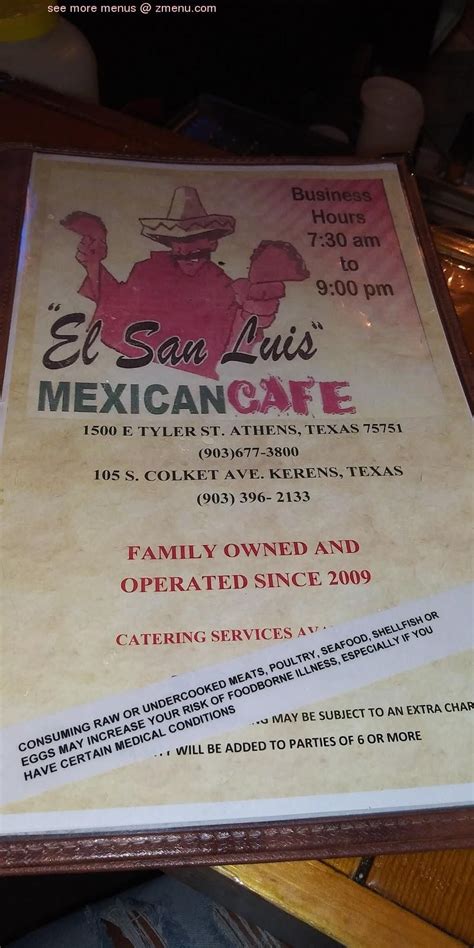 see more menus @ zmenu.com
Business
Hours
7:30 am
to
9:00 pm
"El San Luis"
MEXICAN CAFE
1500 E TYLER ST. ATHENS, TEXAS 75751
(903)677-3800
105 S. COLKET AVE. KERENS, TEXAS
(903) 396- 2133
FAMILY OWNED AND
OPERATED SINCE 2009
CATERING SERVICES
CONSUMING RAW OR UNDERCOOKED MEATS, POULTRY, SEAFOOD, SHELLFISH OR
EGGS MAY INCREASE YOUR RISK OF FOODBORNE ILLNESS, ESPECIALLY IF YOU
HAVE CERTAIN MEDICAL CONDITIONS
MAY BE SUBJECT TO AN EXTRA CHAR
WILL BE ADDED TO PARTIES OF 6 OR MORE